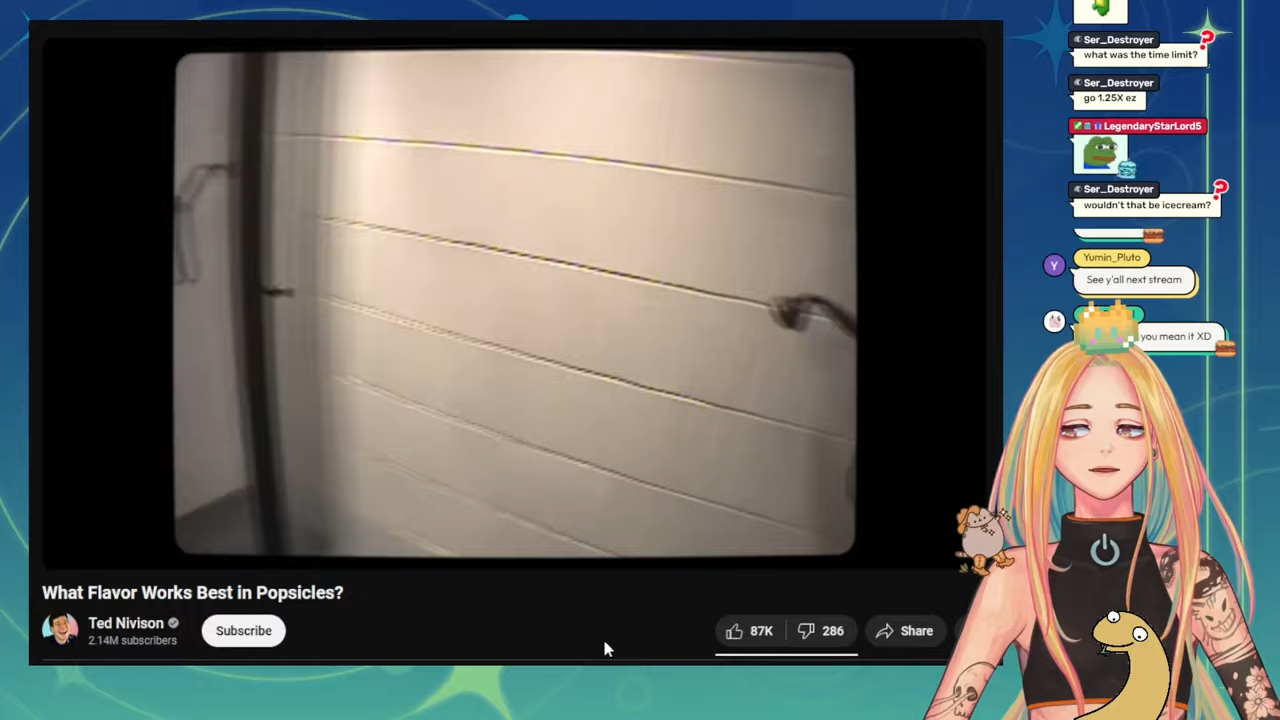 Ser_Destroyer
what was the time limit?
Ser_Destroyer
go 1.25X ez
LegendaryStarLord5
Ser_Destroyer
wouldn't that be icecream?
Y
Yumin_Pluto
See y'all next stream
you mean it XD
What Flavor Works Best in Popsicles?
Ted Nivison
2.14M subscribers
Subscribe
87K
286
Share